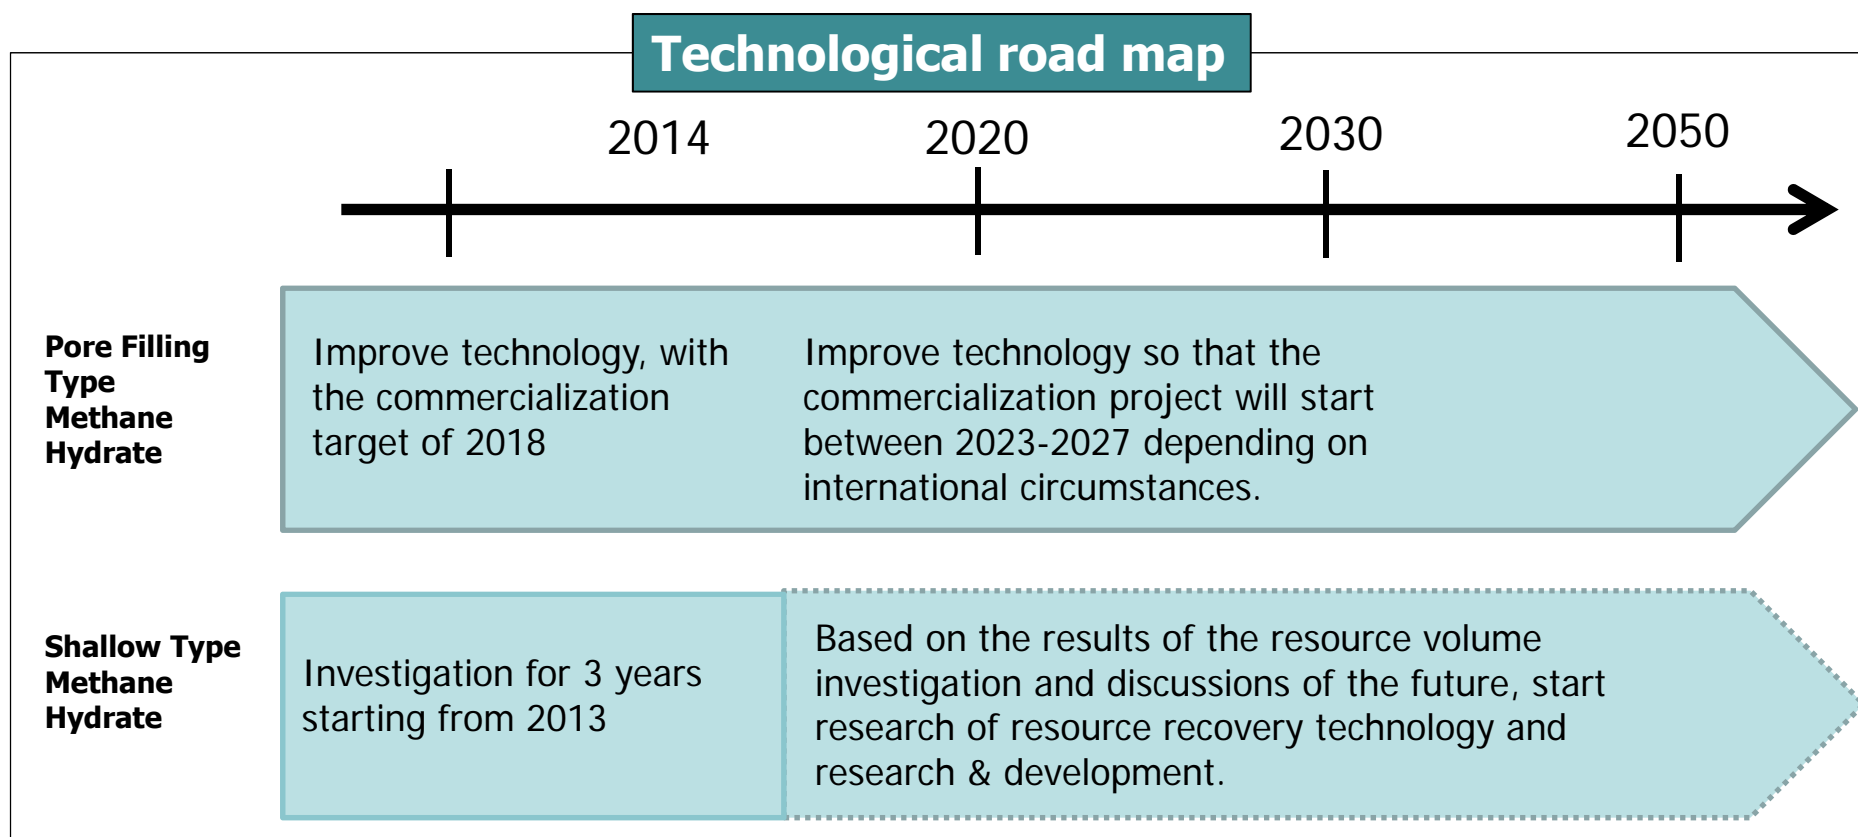 Technological road map
2014
2020
2030
2050
Pore Filling
Type
Methane
Hydrate
Improve technology, with
the commercialization
target of 2018
Improve technology so that the
commercialization project will start
between 2023-2027 depending on
international circumstances.
Shallow Type
Methane
Hydrate
Investigation for 3 years
starting from 2013
Based on the results of the resource volume
investigation and discussions of the future, start
research of resource recovery technology and
research & development.